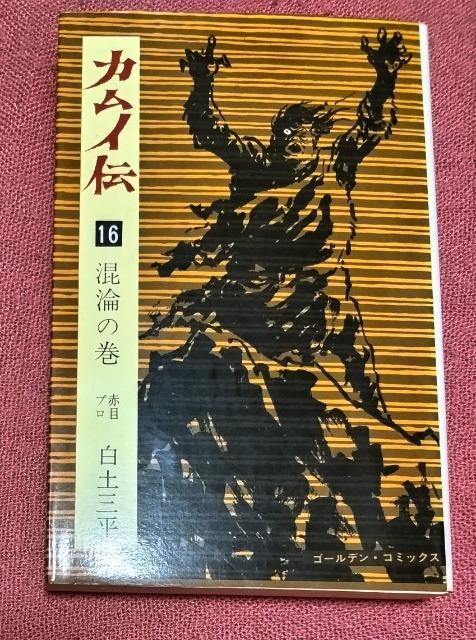 カムイ伝
16
混淪の巻
赤目
プロ
白土三平
ゴールデン・コミックス